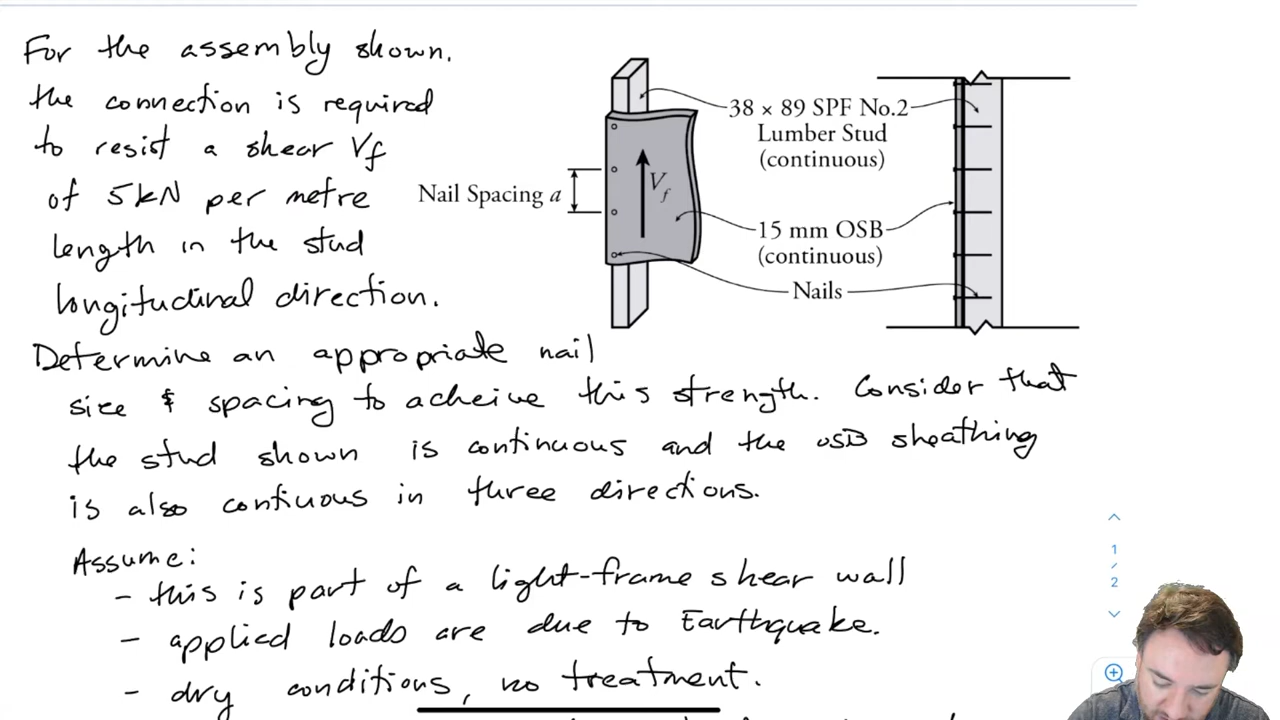 For the assembly shown.
the connection is required
to resist a shear Vf
of 5kN per metre
length in the stud
longitudinal direction.
Nail Spacing a
Vf
38 × 89 SPF No.2
Lumber Stud
(continuous)
15 mm OSB
(continuous)
Nails
Determine an appropriate nail
size & spacing to acheive this strength. Consider that
the stud shown is continuous and the OSB sheathing
is also contiuous in three directions.
Assume:
- this is part of a light-frame shear wall
- applied loads are due to Earthquake.
- dry conditions, no treatment.
1
/
2